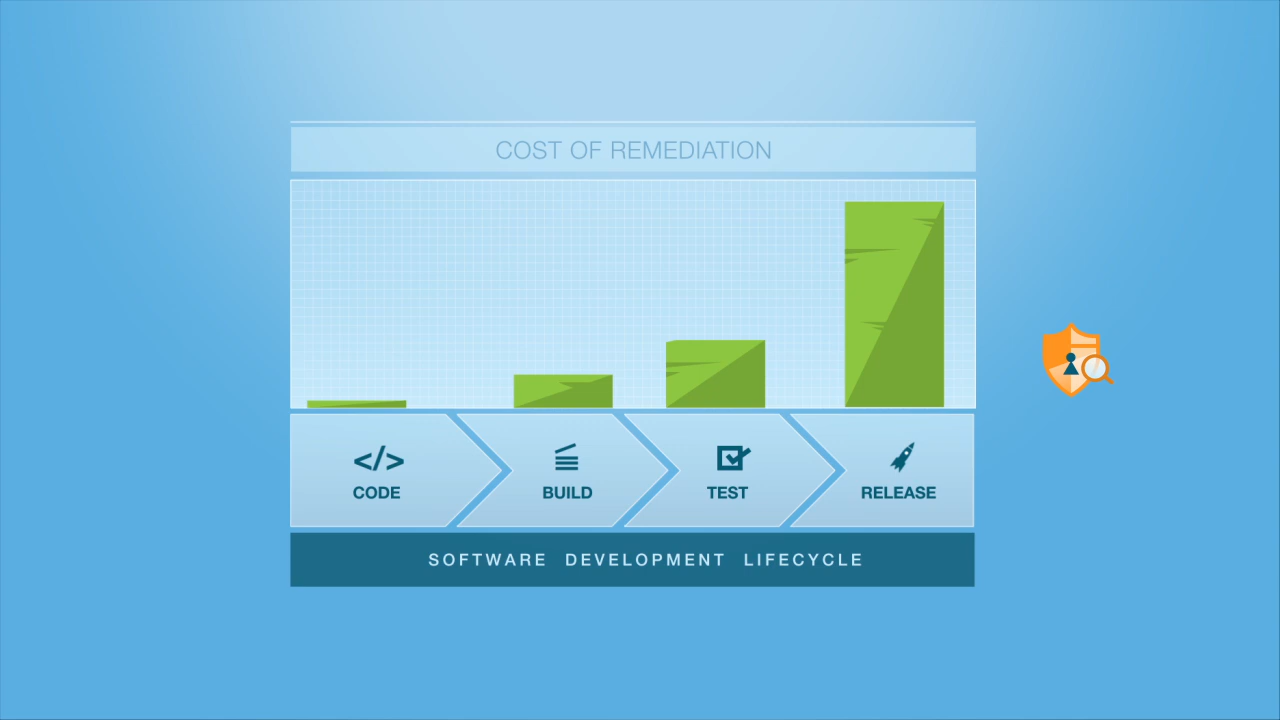 COST OF REMEDIATION
</>
CODE
BUILD
TEST
RELEASE
SOFTWARE DEVELOPMENT LIFECYCLE